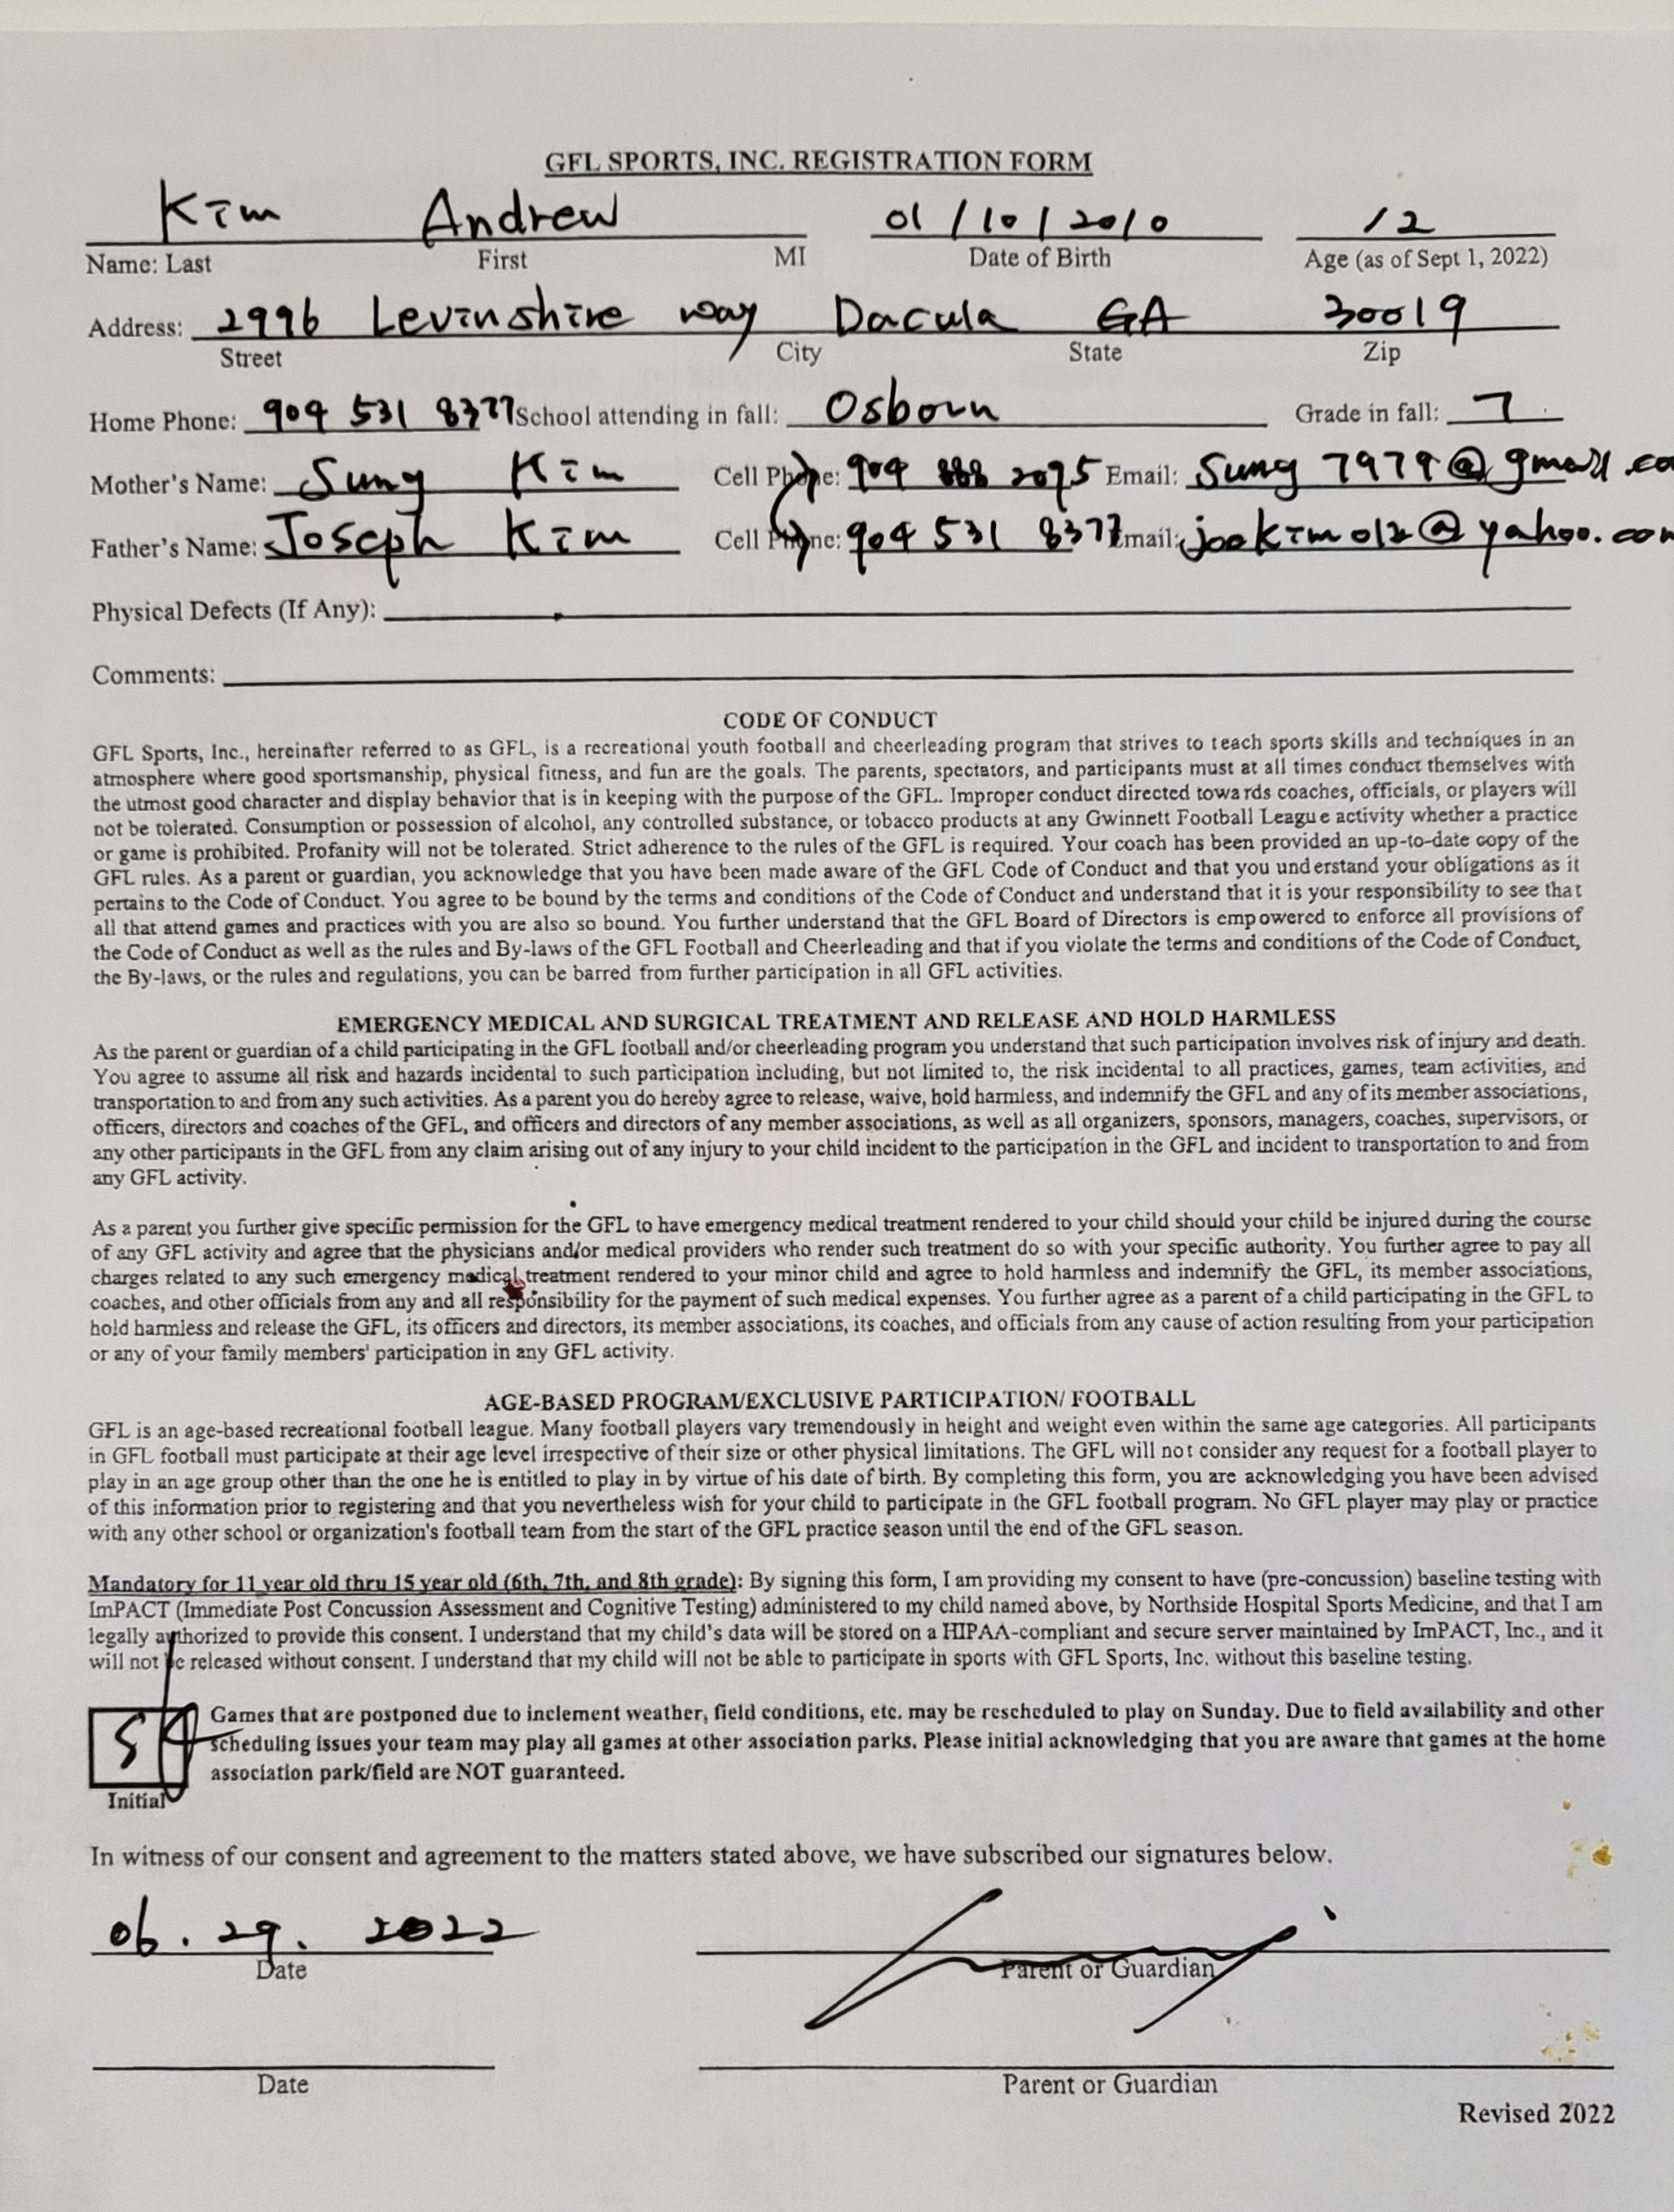 GFL SPORTS, INC. REGISTRATION FORM
Kim Andrew 01/10/2010 12
Name: Last First MI Date of Birth Age (as of Sept 1, 2022)
Address: 2996 Levinshire way Dacula GA 30019
Street City State Zip
Home Phone: 904 531 8377 School attending in fall: Osborn Grade in fall: 7
Mother's Name: Sung Kim Cell Phone: 904 888 2095 Email: Sung7979@gmail.co
Father's Name: Joseph Kim Cell Phone: 904 531 8377 Email: jookim012@yahoo.com
Physical Defects (If Any):
Comments:
CODE OF CONDUCT
GFL Sports, Inc., hereinafter referred to as GFL, is a recreational youth football and cheerleading program that strives to teach sports skills and techniques in an
atmosphere where good sportsmanship, physical fitness, and fun are the goals. The parents, spectators, and participants must at all times conduct themselves with
the utmost good character and display behavior that is in keeping with the purpose of the GFL. Improper conduct directed towards coaches, officials, or players will
not be tolerated. Consumption or possession of alcohol, any controlled substance, or tobacco products at any Gwinnett Football League activity whether a practice
or game is prohibited. Profanity will not be tolerated. Strict adherence to the rules of the GFL is required. Your coach has been provided an up-to-date copy of the
GFL rules. As a parent or guardian, you acknowledge that you have been made aware of the GFL Code of Conduct and that you understand your obligations as it
pertains to the Code of Conduct. You agree to be bound by the terms and conditions of the Code of Conduct and understand that it is your responsibility to see that
all that attend games and practices with you are also so bound. You further understand that the GFL Board of Directors is empowered to enforce all provisions of
the Code of Conduct as well as the rules and By-laws of the GFL Football and Cheerleading and that if you violate the terms and conditions of the Code of Conduct,
the By-laws, or the rules and regulations, you can be barred from further participation in all GFL activities.
EMERGENCY MEDICAL AND SURGICAL TREATMENT AND RELEASE AND HOLD HARMLESS
As the parent or guardian of a child participating in the GFL football and/or cheerleading program you understand that such participation involves risk of injury and death.
You agree to assume all risk and hazards incidental to such participation including, but not limited to, the risk incidental to all practices, games, team activities, and
transportation to and from any such activities. As a parent you do hereby agree to release, waive, hold harmless, and indemnify the GFL and any of its member associations,
officers, directors and coaches of the GFL, and officers and directors of any member associations, as well as all organizers, sponsors, managers, coaches, supervisors, or
any other participants in the GFL from any claim arising out of any injury to your child incident to the participation in the GFL and incident to transportation to and from
any GFL activity.
As a parent you further give specific permission for the GFL to have emergency medical treatment rendered to your child should your child be injured during the course
of any GFL activity and agree that the physicians and/or medical providers who render such treatment do so with your specific authority. You further agree to pay all
charges related to any such emergency medical treatment rendered to your minor child and agree to hold harmless and indemnify the GFL, its member associations,
coaches, and other officials from any and all responsibility for the payment of such medical expenses. You further agree as a parent of a child participating in the GFL to
hold harmless and release the GFL, its officers and directors, its member associations, its coaches, and officials from any cause of action resulting from your participation
or any of your family members' participation in any GFL activity.
AGE-BASED PROGRAM/EXCLUSIVE PARTICIPATION/ FOOTBALL
GFL is an age-based recreational football league. Many football players vary tremendously in height and weight even within the same age categories. All participants
in GFL football must participate at their age level irrespective of their size or other physical limitations. The GFL will not consider any request for a football player to
play in an age group other than the one he is entitled to play in by virtue of his date of birth. By completing this form, you are acknowledging you have been advised
of this information prior to registering and that you nevertheless wish for your child to participate in the GFL football program. No GFL player may play or practice
with any other school or organization's football team from the start of the GFL practice season until the end of the GFL season.
Mandatory for 11 year old thru 15 year old (6th, 7th, and 8th grade): By signing this form, I am providing my consent to have (pre-concussion) baseline testing with
ImPACT (Immediate Post Concussion Assessment and Cognitive Testing) administered to my child named above, by Northside Hospital Sports Medicine, and that I am
legally authorized to provide this consent. I understand that my child's data will be stored on a HIPAA-compliant and secure server maintained by ImPACT, Inc., and it
will not be released without consent. I understand that my child will not be able to participate in sports with GFL Sports, Inc. without this baseline testing.
Games that are postponed due to inclement weather, field conditions, etc. may be rescheduled to play on Sunday. Due to field availability and other
scheduling issues your team may play all games at other association parks. Please initial acknowledging that you are aware that games at the home
association park/field are NOT guaranteed.
Initial
In witness of our consent and agreement to the matters stated above, we have subscribed our signatures below.
06. 29. 2022
Date Parent or Guardian
Date Parent or Guardian
Revised 2022